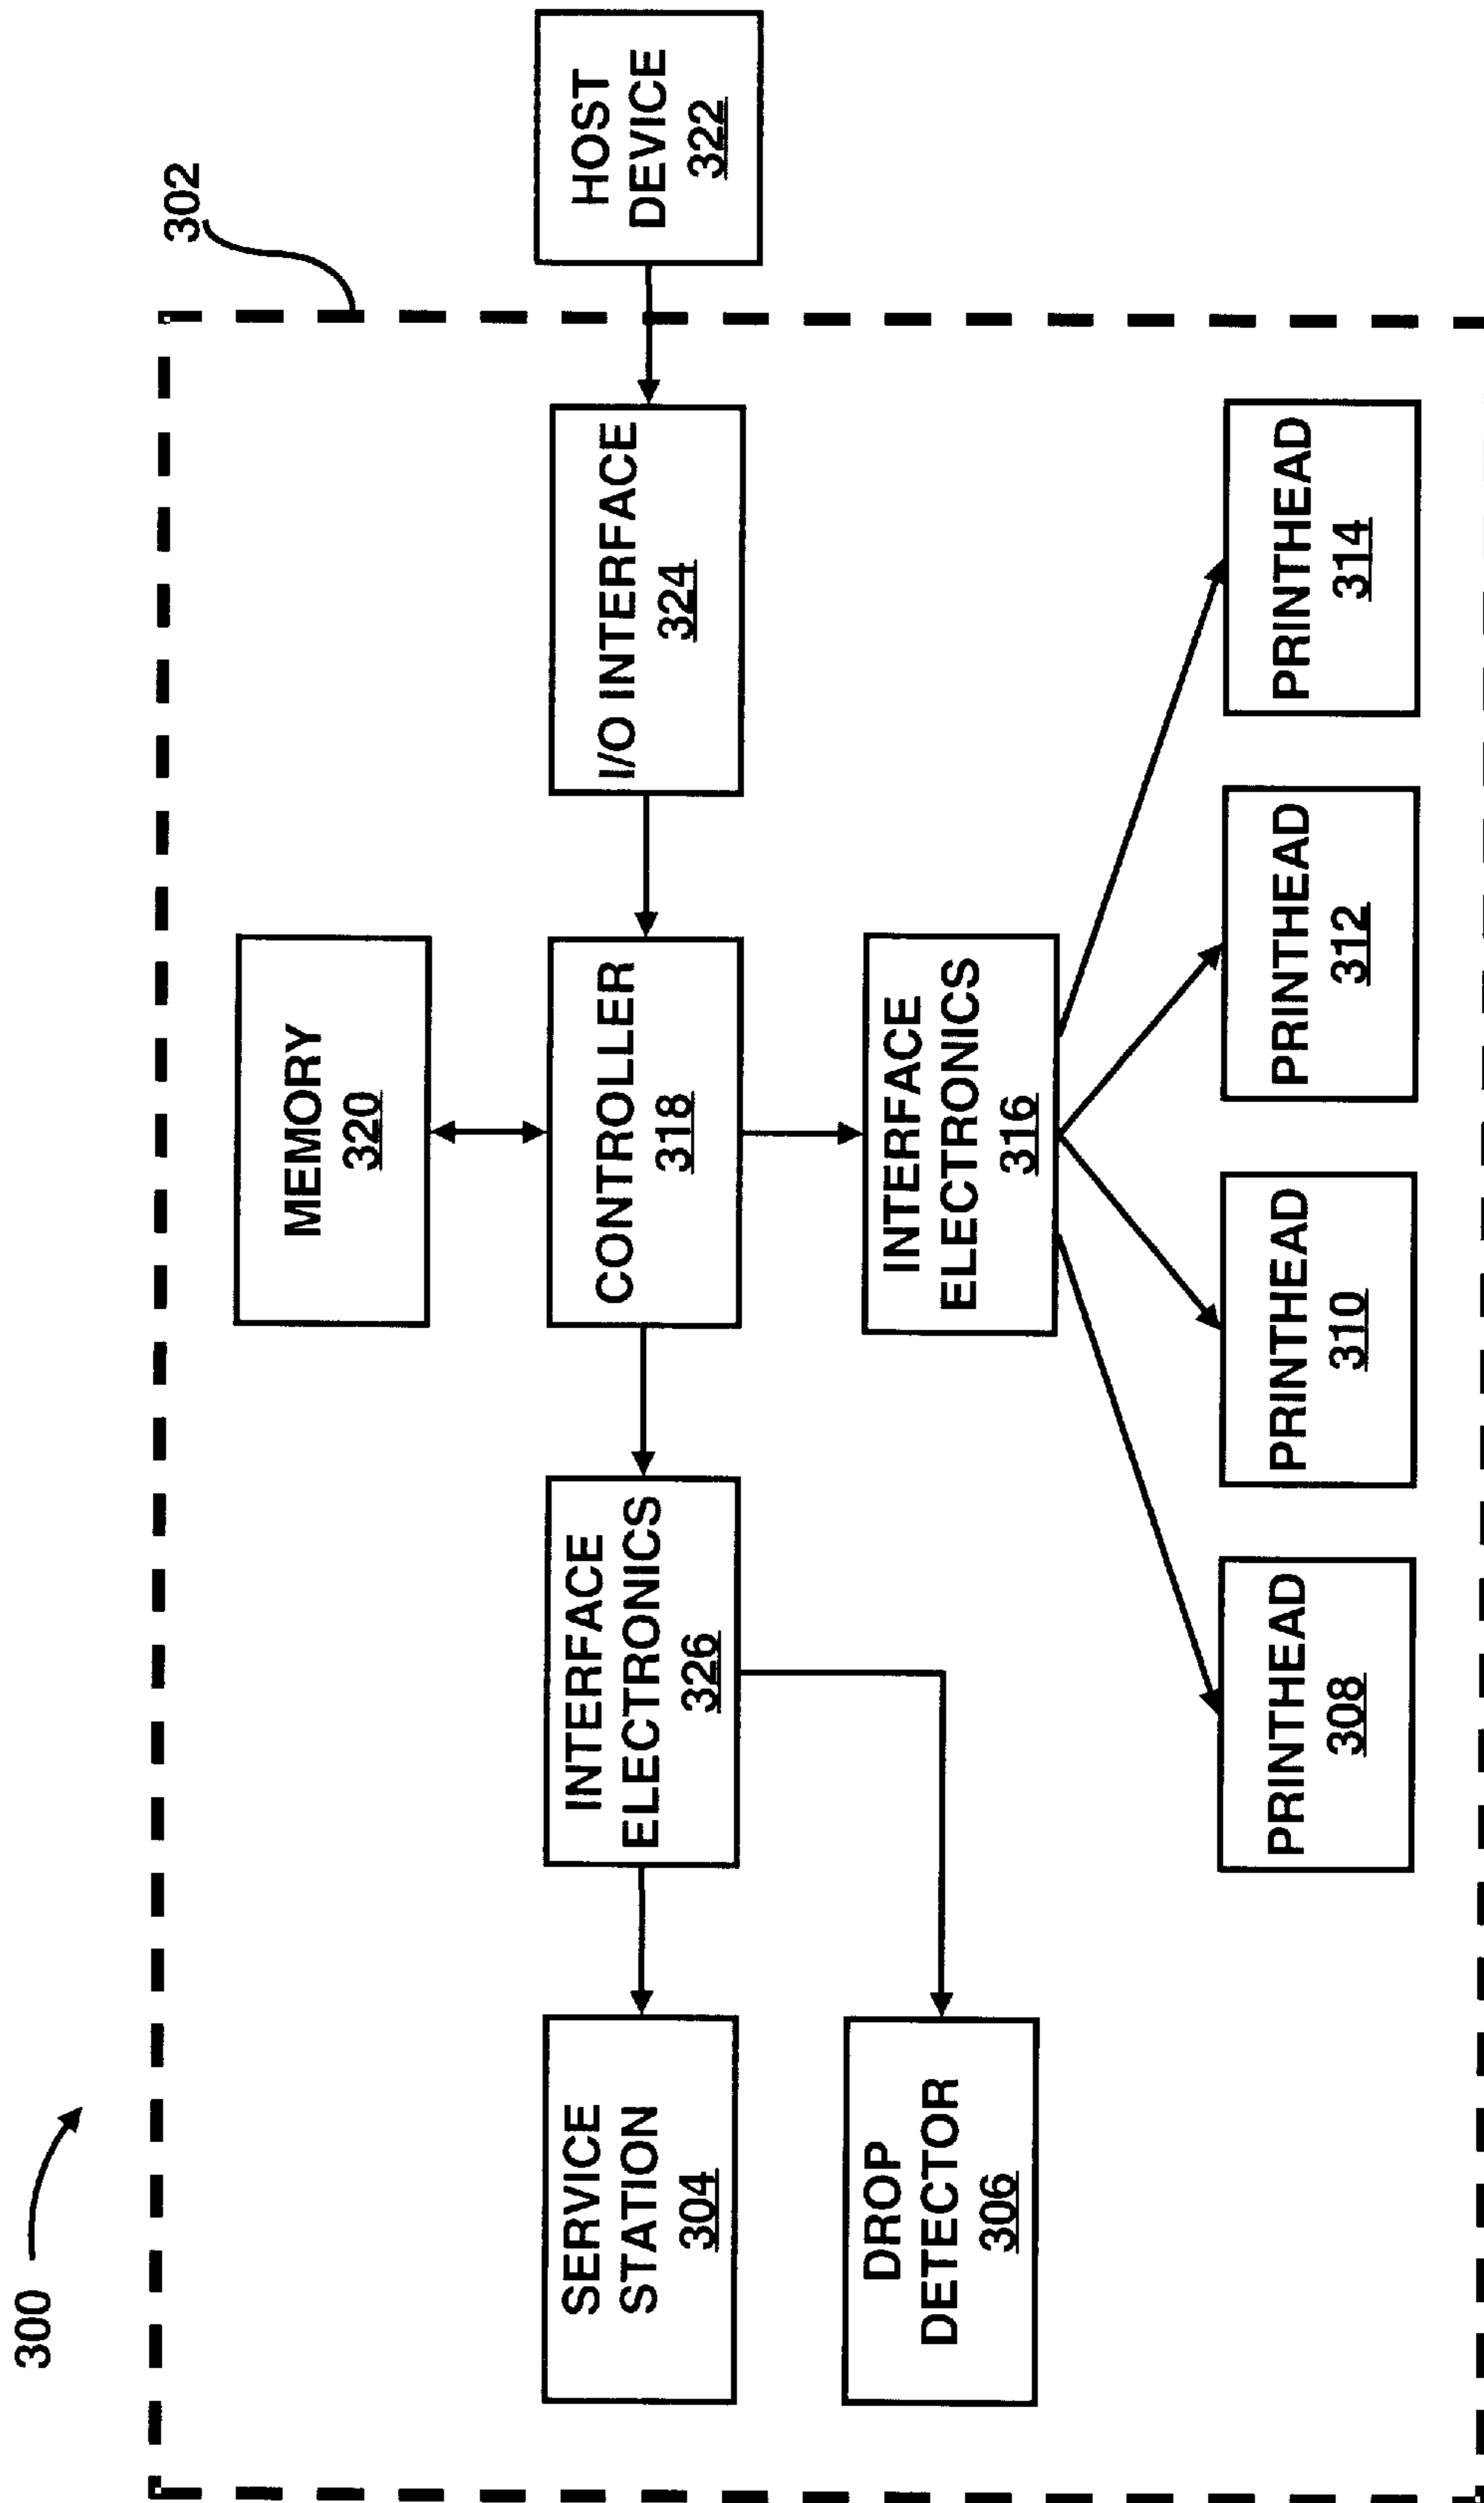 300
302
MEMORY
320
SERVICE
STATION
304
INTERFACE
ELECTRONICS
326
CONTROLLER
318
I/O INTERFACE
324
HOST
DEVICE
322
DROP
DETECTOR
306
INTERFACE
ELECTRONICS
316
PRINTHEAD
308
PRINTHEAD
310
PRINTHEAD
312
PRINTHEAD
314